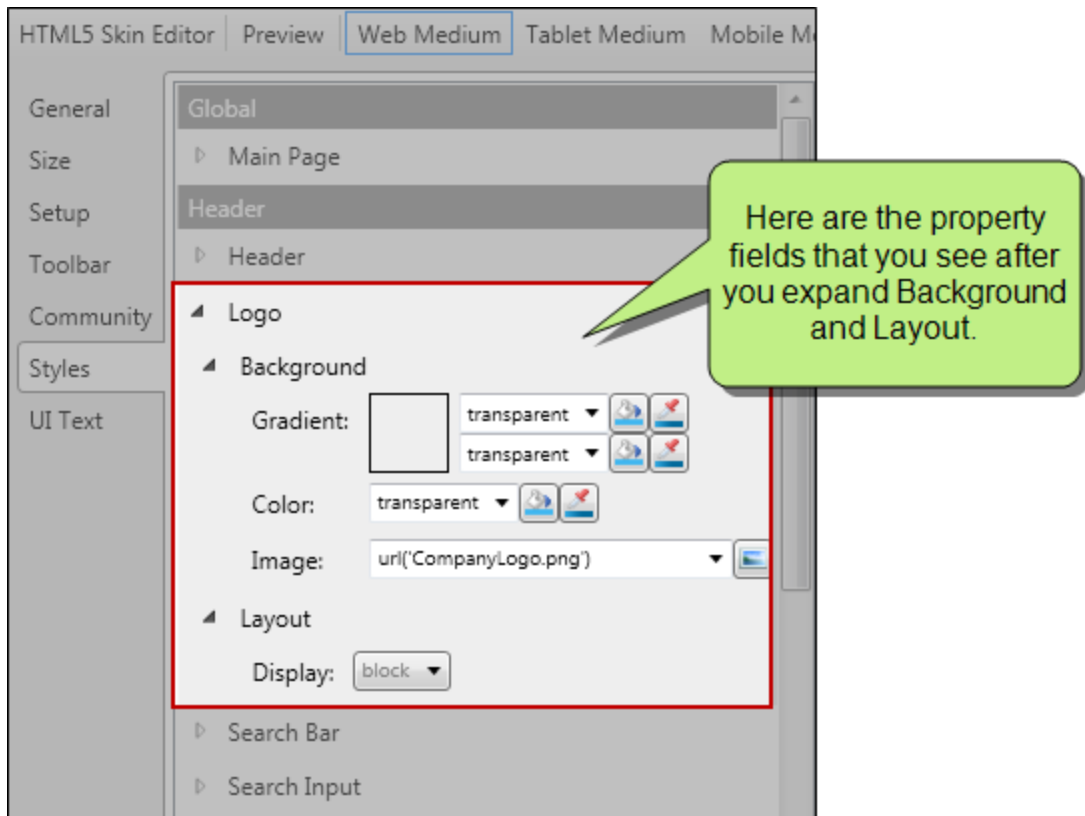 HTML5 Skin Editor Preview Web Medium Tablet Medium
General
Size
Setup
Toolbar
Community
Styles
UI Text
Global
Main Page
Header
Header
Logo
Background
Gradient: transparent
transparent
Color: transparent
Image: url('CompanyLogo.png')
Layout
Display: block
Search Bar
Search Input
Here are the property
fields that you see after
you expand Background
and Layout.